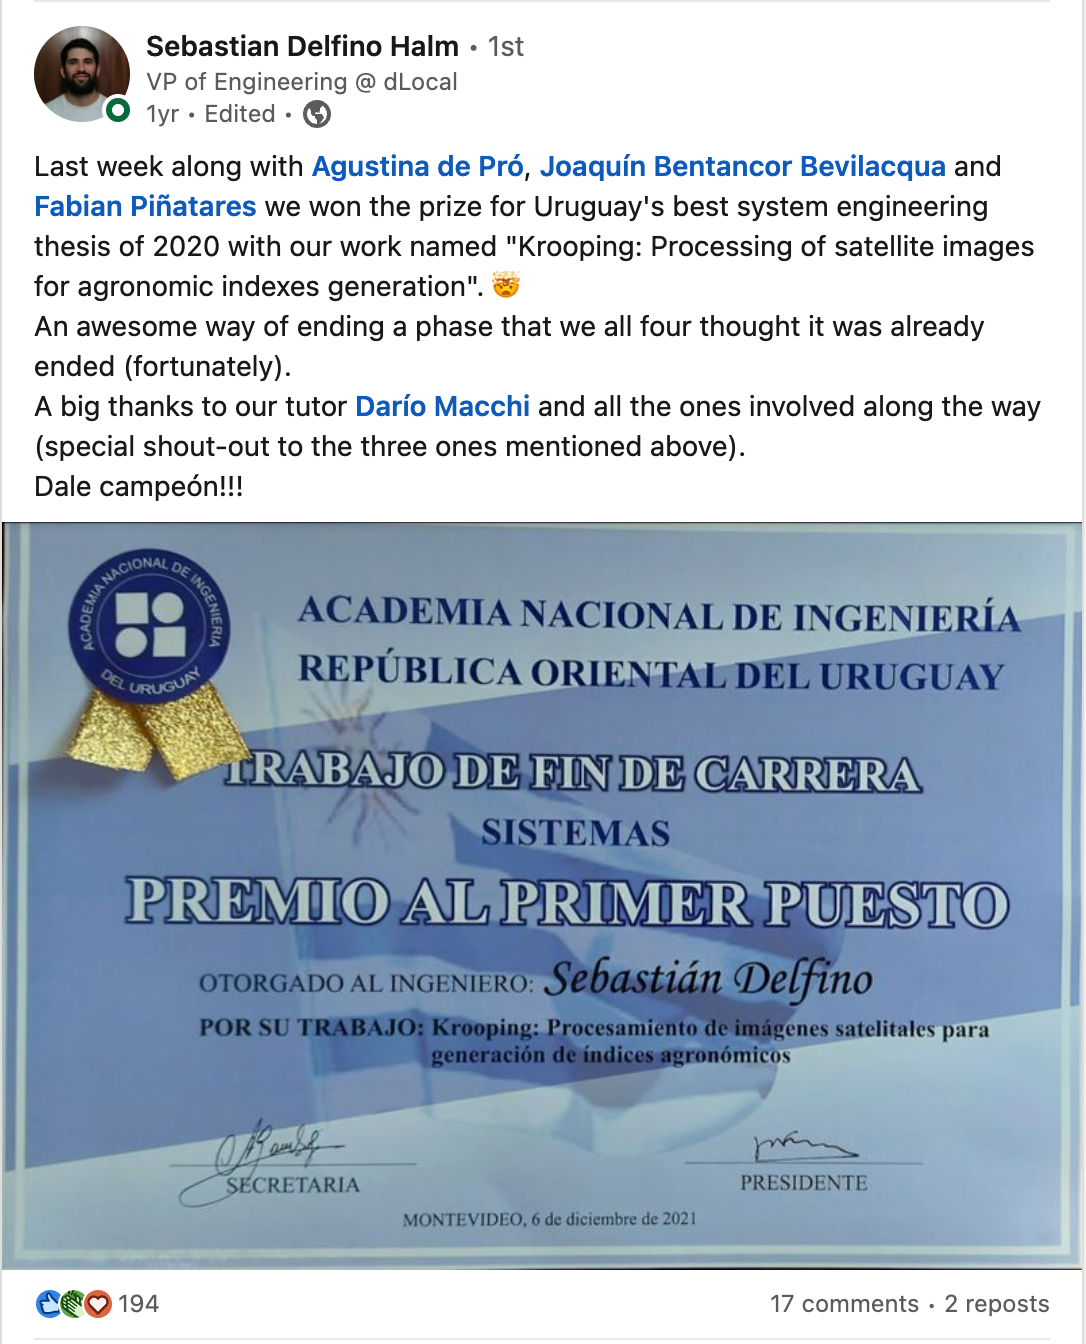 Sebastian Delfino Halm • 1st
VP of Engineering @ dLocal
1yr • Edited •
Last week along with Agustina de Pró, Joaquín Bentancor Bevilacqua and
Fabian Piñatares we won the prize for Uruguay's best system engineering
thesis of 2020 with our work named "Krooping: Processing of satellite images
for agronomic indexes generation". 🤯
An awesome way of ending a phase that we all four thought it was already
ended (fortunately).
A big thanks to our tutor Darío Macchi and all the ones involved along the way
(special shout-out to the three ones mentioned above).
Dale campeón!!!
ACADEMIA NACIONAL DE INGENIERIA
DEL URUGUAY
ACADEMIA NACIONAL DE INGENIERÍA
REPÚBLICA ORIENTAL DEL URUGUAY
TRABAJO DE FIN DE CARRERA
SISTEMAS
PREMIO AL PRIMER PUESTO
OTORGADO AL INGENIERO: Sebastián Delfino
POR SU TRABAJO: Krooping: Procesamiento de imágenes satelitales para
generación de índices agronómicos
SECRETARIA
PRESIDENTE
MONTEVIDEO, 6 de diciembre de 2021
194
17 comments • 2 reposts